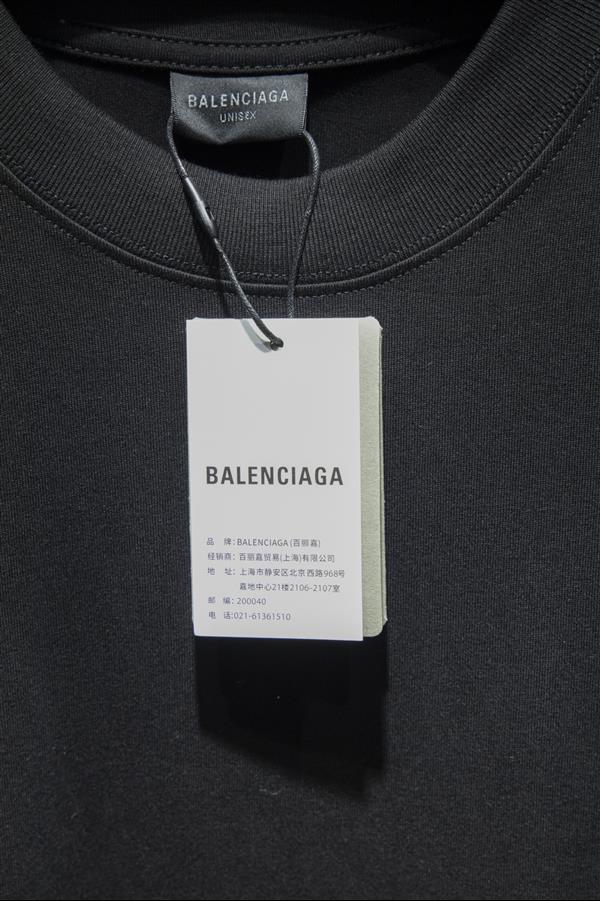 BALENCIAGA
UNISEX
BALENCIAGA
品 牌：BALENCIAGA (百丽嘉)
经销商：百丽嘉贸易(上海)有限公司
地 址：上海市静安区北京西路968号
嘉地中心21楼2106-2107室
邮 编：200040
电 话:021-61361510